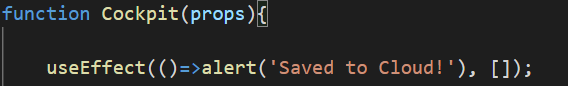 function Cockpit(props){
useEffect(()=>alert('Saved to Cloud!'), []);